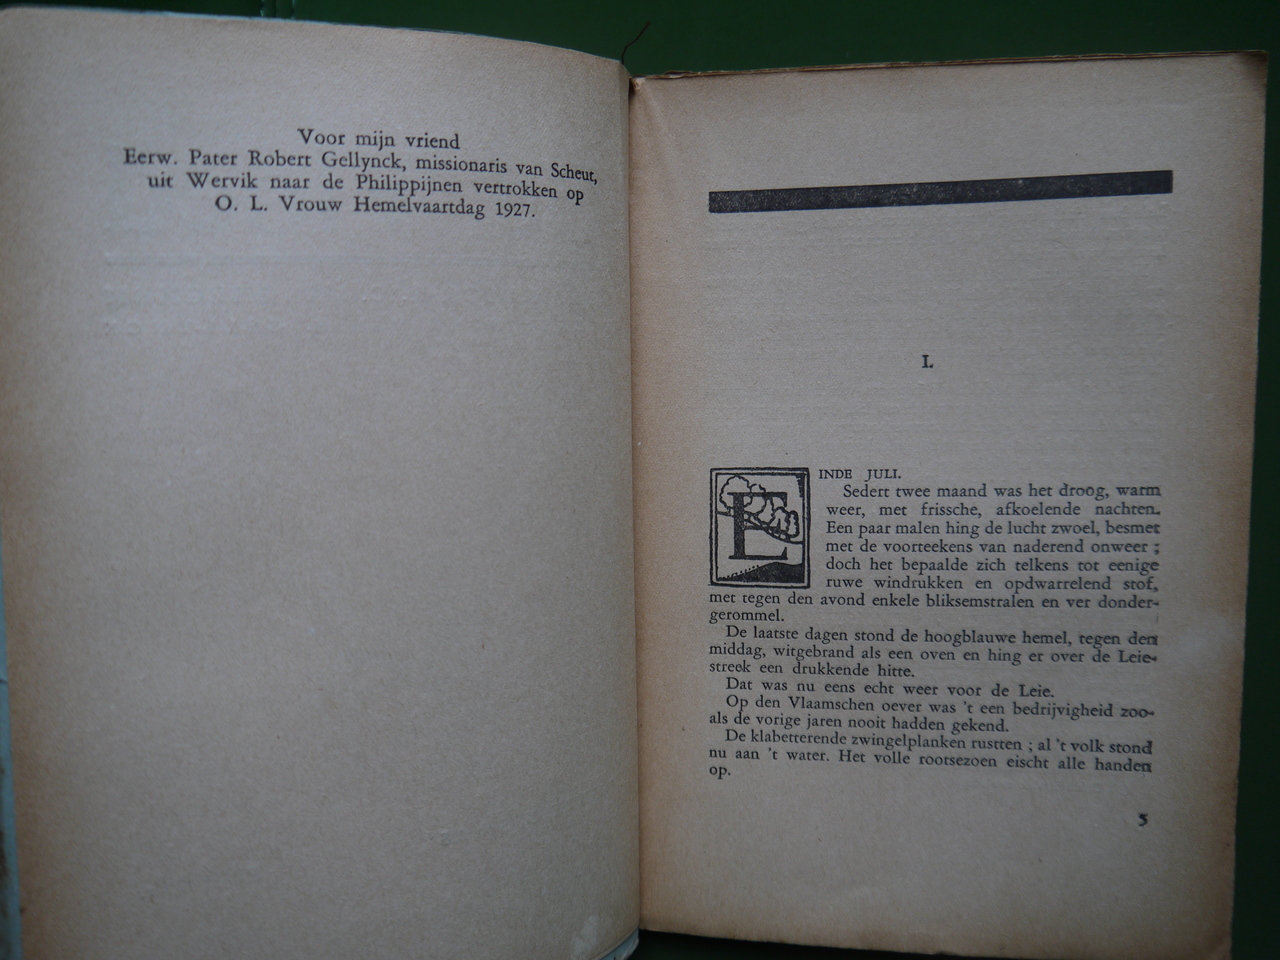 Voor mijn vriend
Eerw. Pater Robert Gellynck, missionaris van Scheut,
uit Wervik naar de Philippijnen vertrokken op
O. L. Vrouw Hemelvaartdag 1927.
I.
EINDE JULI.
Sedert twee maand was het droog, warm
weer, met frissche, afkoelende nachten.
Een paar malen hing de lucht zwoel, besmet
met de voorteekens van naderend onweer ;
doch het bepaalde zich telkens tot eenige
ruwe windrukken en opdwarrelend stof,
met tegen den avond enkele bliksemstralen en ver donder-
gerommel.
De laatste dagen stond de hoogblauwe hemel, tegen den
middag, witgebrand als een oven en hing er over de Leie-
streek een drukkende hitte.
Dat was nu eens echt weer voor de Leie.
Op den Vlaamschen oever was 't een bedrijvigheid zoo-
als de vorige jaren nooit hadden gekend.
De klabetterende zwingelplanken rustten ; al 't volk stond
nu aan 't water. Het volle rootsezoen eischt alle handen
op.
5